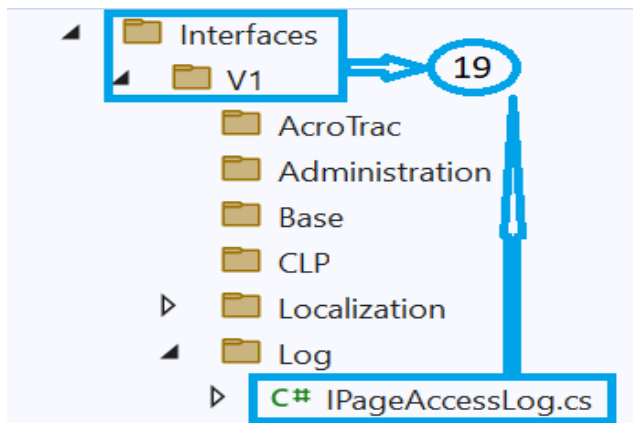 Interfaces
V1
19
AcroTrac
Administration
Base
CLP
Localization
Log
C# IPageAccessLog.cs